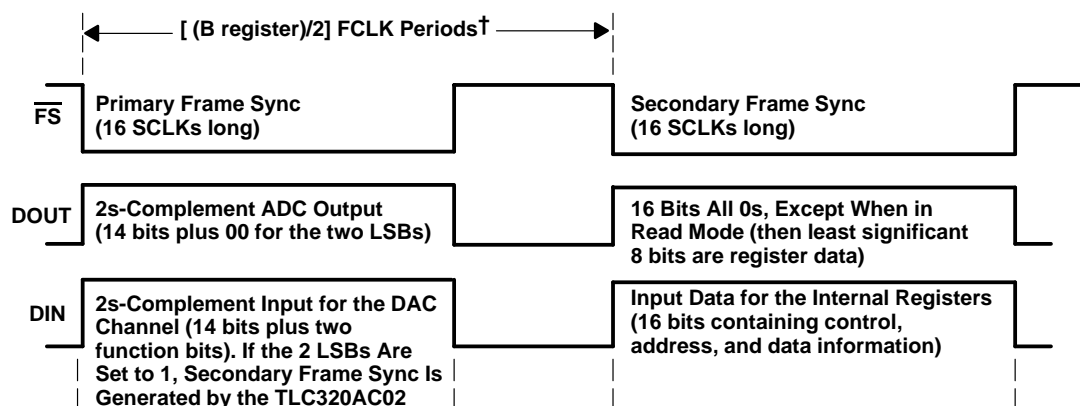 [ (B register)/2] FCLK Periods†
FS
Primary Frame Sync
(16 SCLKs long)
Secondary Frame Sync
(16 SCLKs long)
DOUT
2s-Complement ADC Output
(14 bits plus 00 for the two LSBs)
16 Bits All 0s, Except When in
Read Mode (then least significant
8 bits are register data)
DIN
2s-Complement Input for the DAC
Channel (14 bits plus two
function bits). If the 2 LSBs Are
Set to 1, Secondary Frame Sync Is
Generated by the TLC320AC02
Input Data for the Internal Registers
(16 bits containing control,
address, and data information)